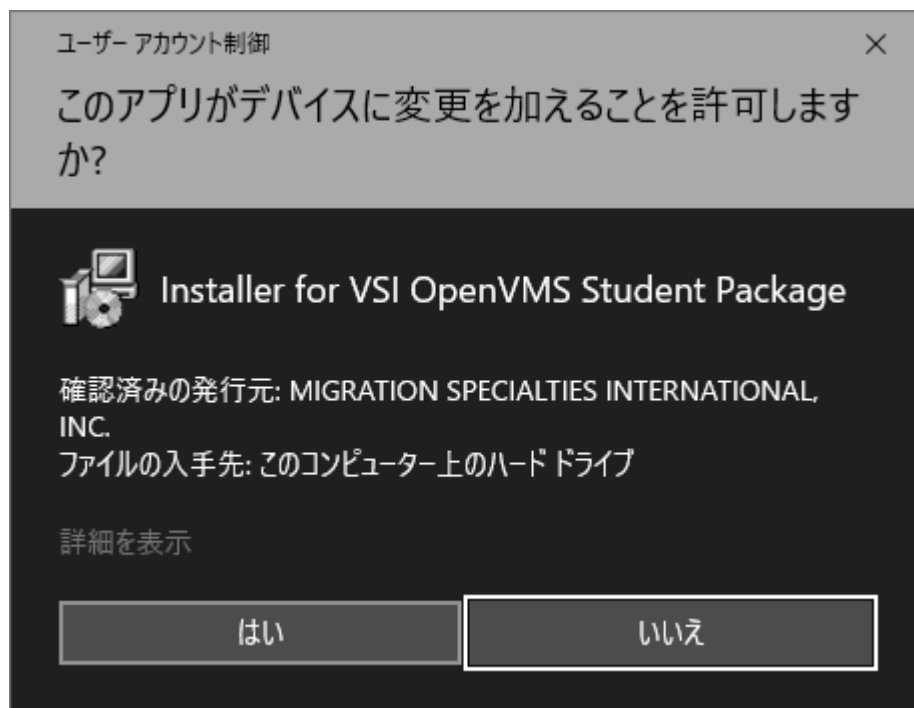 ユーザー アカウント制御
このアプリがデバイスに変更を加えることを許可します
か?
Installer for VSI OpenVMS Student Package
確認済みの発行元: MIGRATION SPECIALTIES INTERNATIONAL,
INC.
ファイルの入手先: このコンピューター上のハード ドライブ
詳細を表示
はい
いいえ